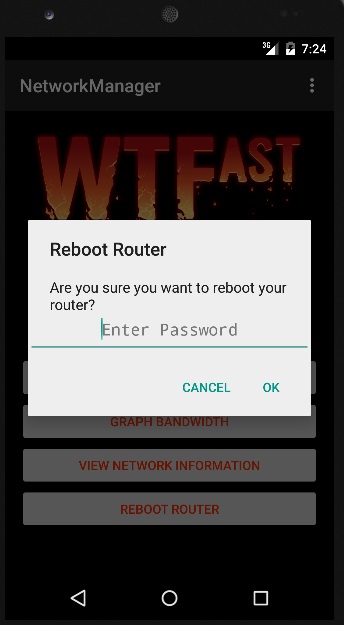 3G 7:24
NetworkManager
WTFAST
Reboot Router
Are you sure you want to reboot your
router?
Enter Password
CANCEL OK
GRAPH BANDWIDTH
VIEW NETWORK INFORMATION
REBOOT ROUTER